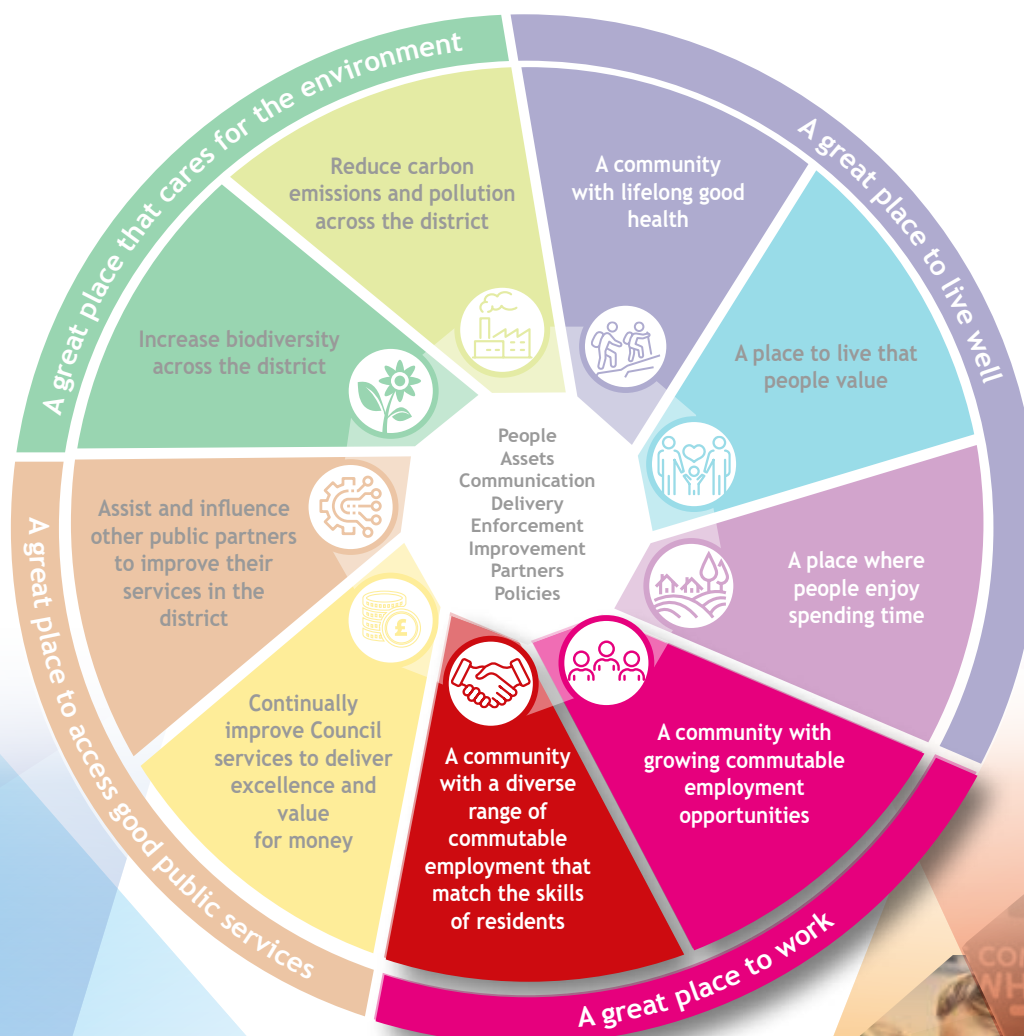 A great place that cares for the environment
Reduce carbon
emissions and pollution
across the district
Increase biodiversity
across the district
A great place to live well
A community
with lifelong good
health
A place to live that
people value
A place where
people enjoy
spending time
People
Assets
Communication
Delivery
Enforcement
Improvement
Partners
Policies
A great place to work
A community with
growing commutable
employment
opportunities
A community
with a diverse
range of
commutable
employment that
match the skills
of residents
A great place to access good public services
Continually
improve Council
services to deliver
excellence and
value
for money
£
Assist and influence
other public partners
to improve their
services in the
district